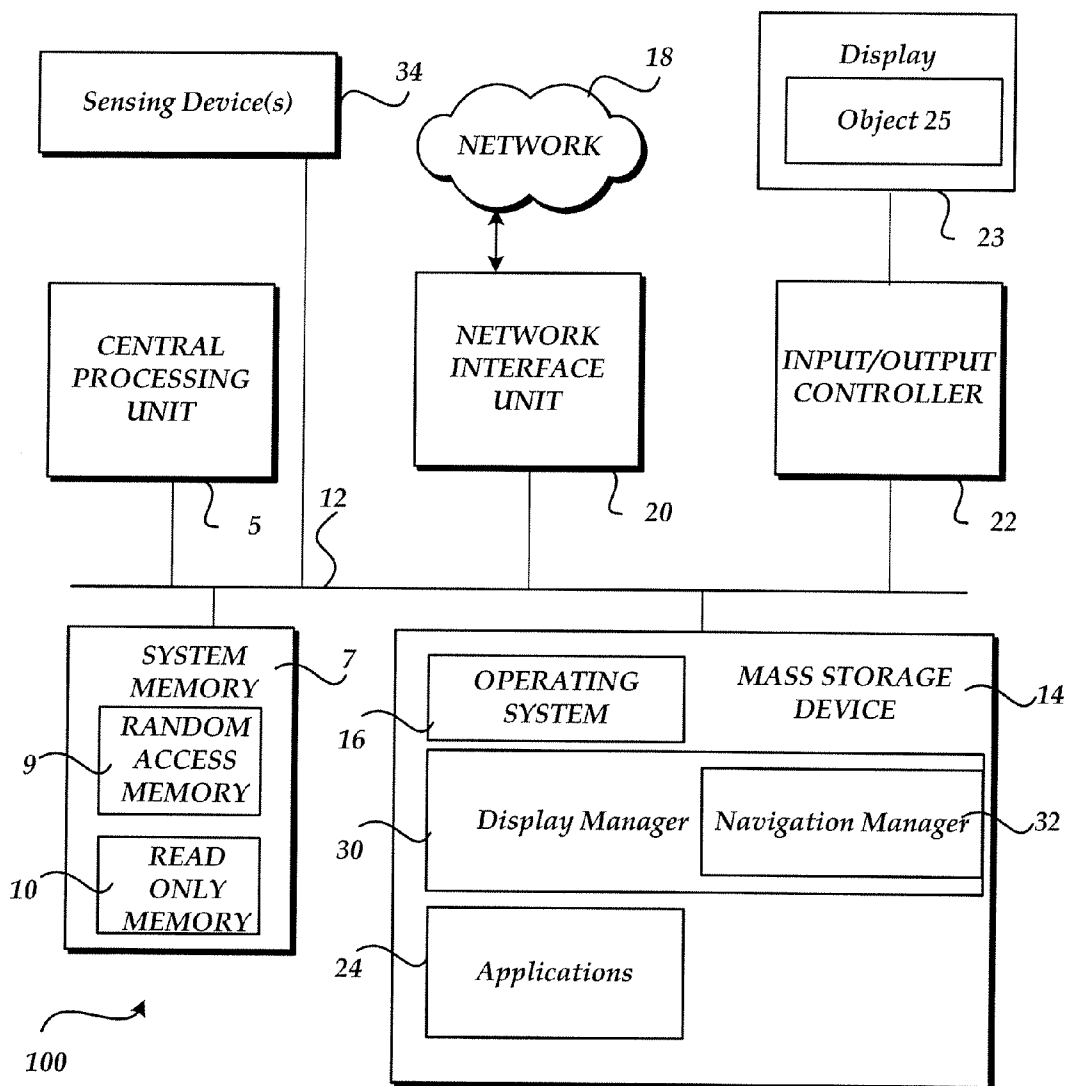 Sensing Device(s)
34
NETWORK
18
Display
Object 25
23
CENTRAL
PROCESSING
UNIT
5
NETWORK
INTERFACE
UNIT
20
INPUT/OUTPUT
CONTROLLER
22
12
SYSTEM
MEMORY
7
RANDOM
ACCESS
MEMORY
9
READ
ONLY
MEMORY
10
OPERATING
SYSTEM
16
MASS STORAGE
DEVICE
14
Display Manager
30
Navigation Manager
32
Applications
24
100